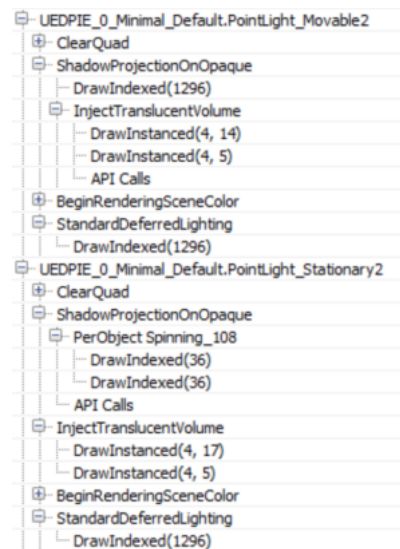 UEDPIE_0_Minimal_Default.PointLight_Movable2
ClearQuad
ShadowProjectionOnOpaque
DrawIndexed(1296)
InjectTranslucentVolume
DrawInstanced(4, 14)
DrawInstanced(4, 5)
API Calls
BeginRenderingSceneColor
StandardDeferredLighting
DrawIndexed(1296)
UEDPIE_0_Minimal_Default.PointLight_Stationary2
ClearQuad
ShadowProjectionOnOpaque
PerObject Spinning_108
DrawIndexed(36)
DrawIndexed(36)
API Calls
InjectTranslucentVolume
DrawInstanced(4, 17)
DrawInstanced(4, 5)
BeginRenderingSceneColor
StandardDeferredLighting
DrawIndexed(1296)